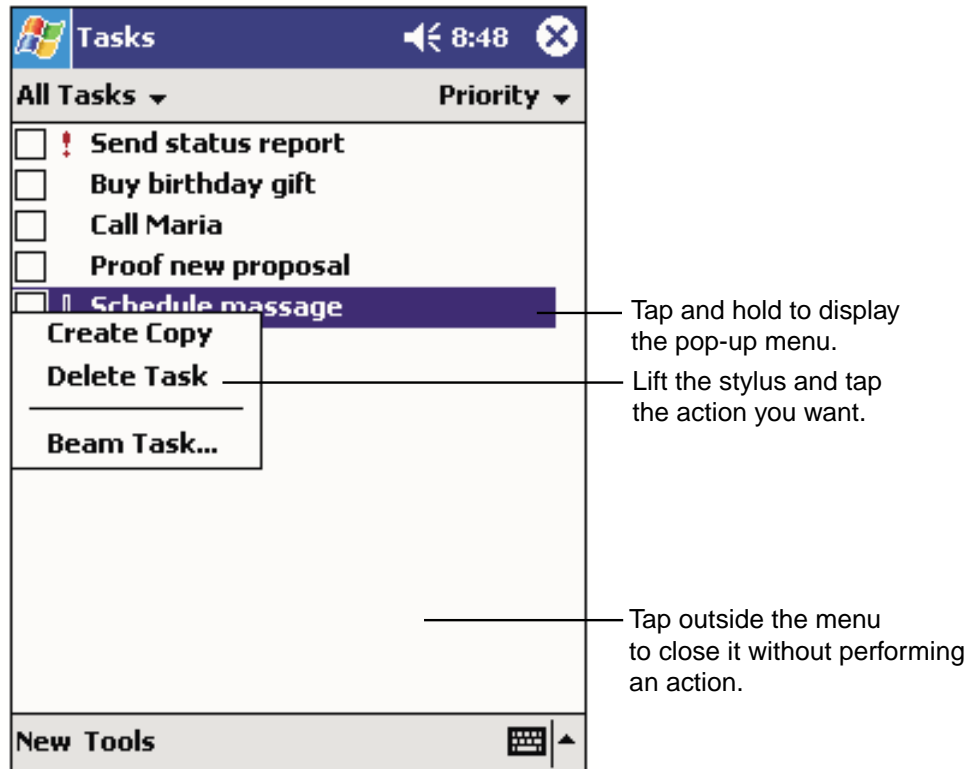 Tasks 8:48
All Tasks Priority
Send status report
Buy birthday gift
Call Maria
Proof new proposal
Schedule massage
Create Copy
Delete Task
Beam Task...
Tap and hold to display
the pop-up menu.
Lift the stylus and tap
the action you want.
Tap outside the menu
to close it without performing
an action.
New Tools